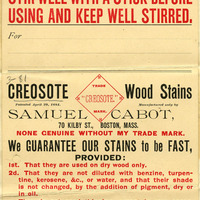 STIR WELL WITH A STICK BEFORE
USING AND KEEP WELL STIRRED.
For
CREOSOTE
TRADE
"CREOSOTE."
MARK.
Wood Stains
Patented April 29, 1884.
Manufactured only by
SAMUEL CABOT,
70 KILBY ST., BOSTON, MASS.
NONE GENUINE WITHOUT MY TRADE MARK.
We GUARANTEE OUR STAINS to be FAST,
PROVIDED:
1st. That they are used on dry wood only.
2d. That they are not diluted with benzine, turpen-
tine, kerosene, &c., or water, and that their shade
is not changed, by the addition of pigment, dry or
in oil.